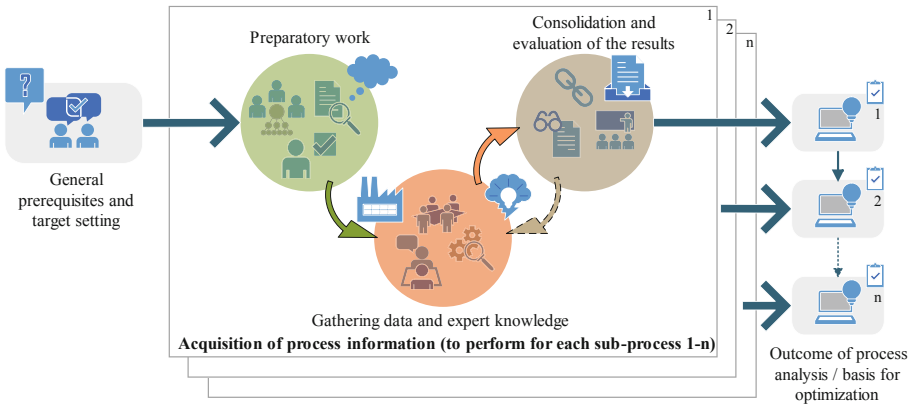 ?
General
prerequisites and
target setting
Preparatory work
Consolidation and
evaluation of the results
1
2
n
Gathering data and expert knowledge
Acquisition of process information (to perform for each sub-process 1-n)
1
2
n
Outcome of process
analysis / basis for
optimization